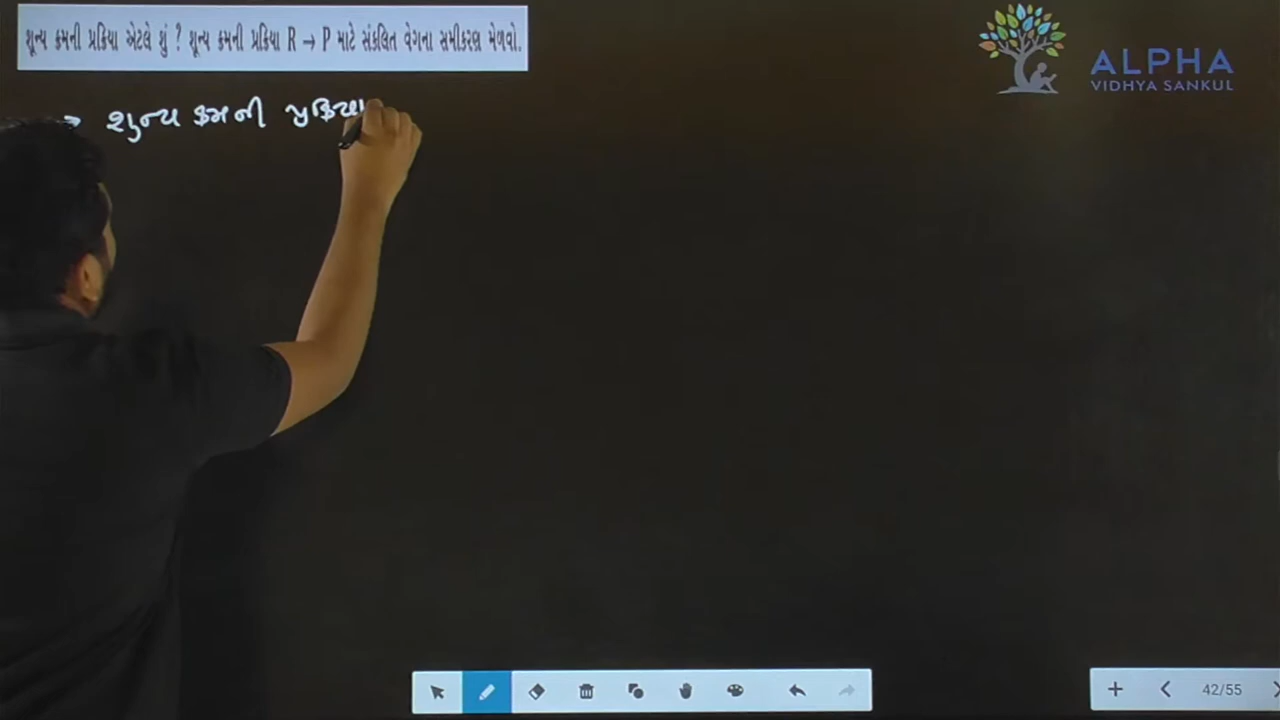 શૂન્ય ક્રમની પ્રક્રિયા એટલે શું ? શૂન્ય ક્રમની પ્રક્રિયા R → P માટે સંકલિત વેગના સમીકરણ મેળવો.
ALPHA
VIDHYA SANKUL
→ શુન્ય ક્રમની પ્રક્રિયા
42/55